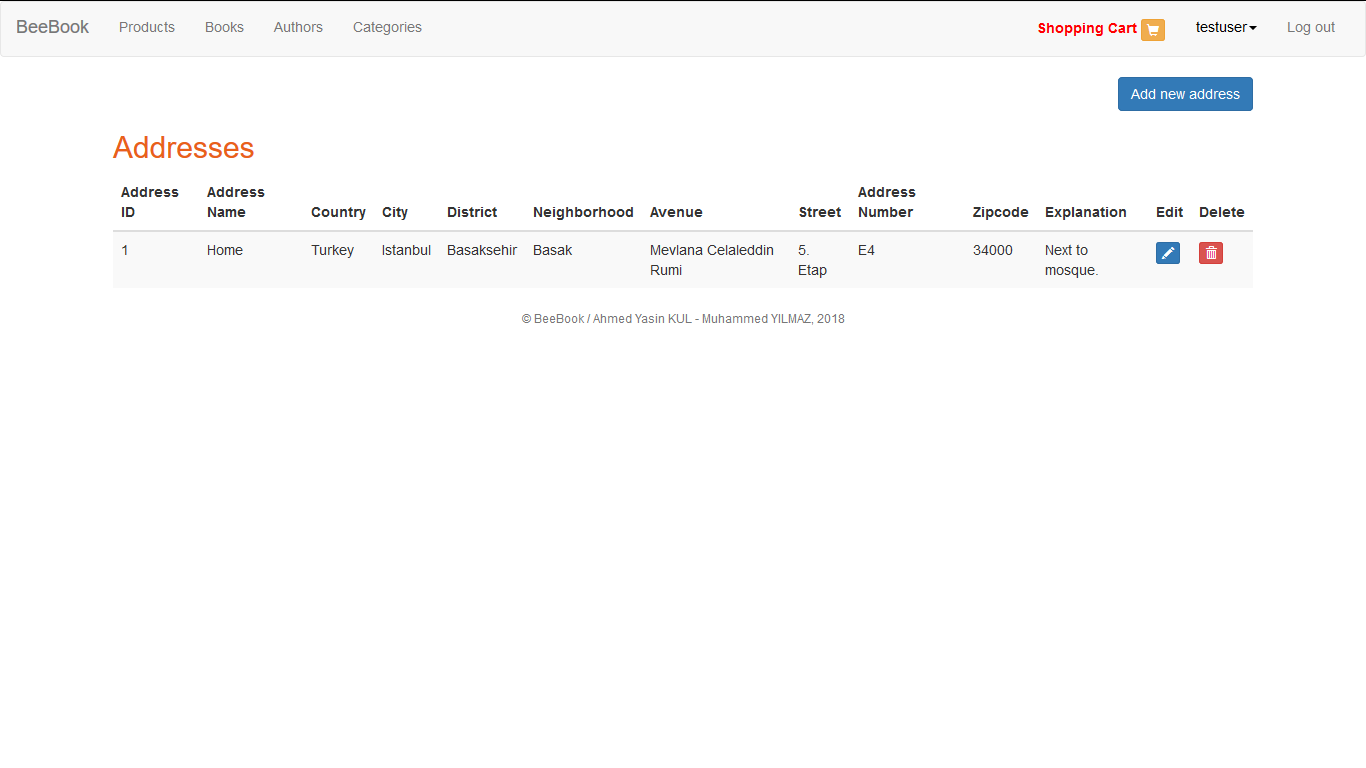 BeeBook Products Books Authors Categories Shopping Cart testuser Log out
Add new address
Addresses
Address ID Address Name Country City District Neighborhood Avenue Street Address Number Zipcode Explanation Edit Delete
1 Home Turkey Istanbul Basaksehir Basak Mevlana Celaleddin Rumi 5. Etap E4 34000 Next to mosque.
© BeeBook / Ahmed Yasin KUL - Muhammed YILMAZ, 2018